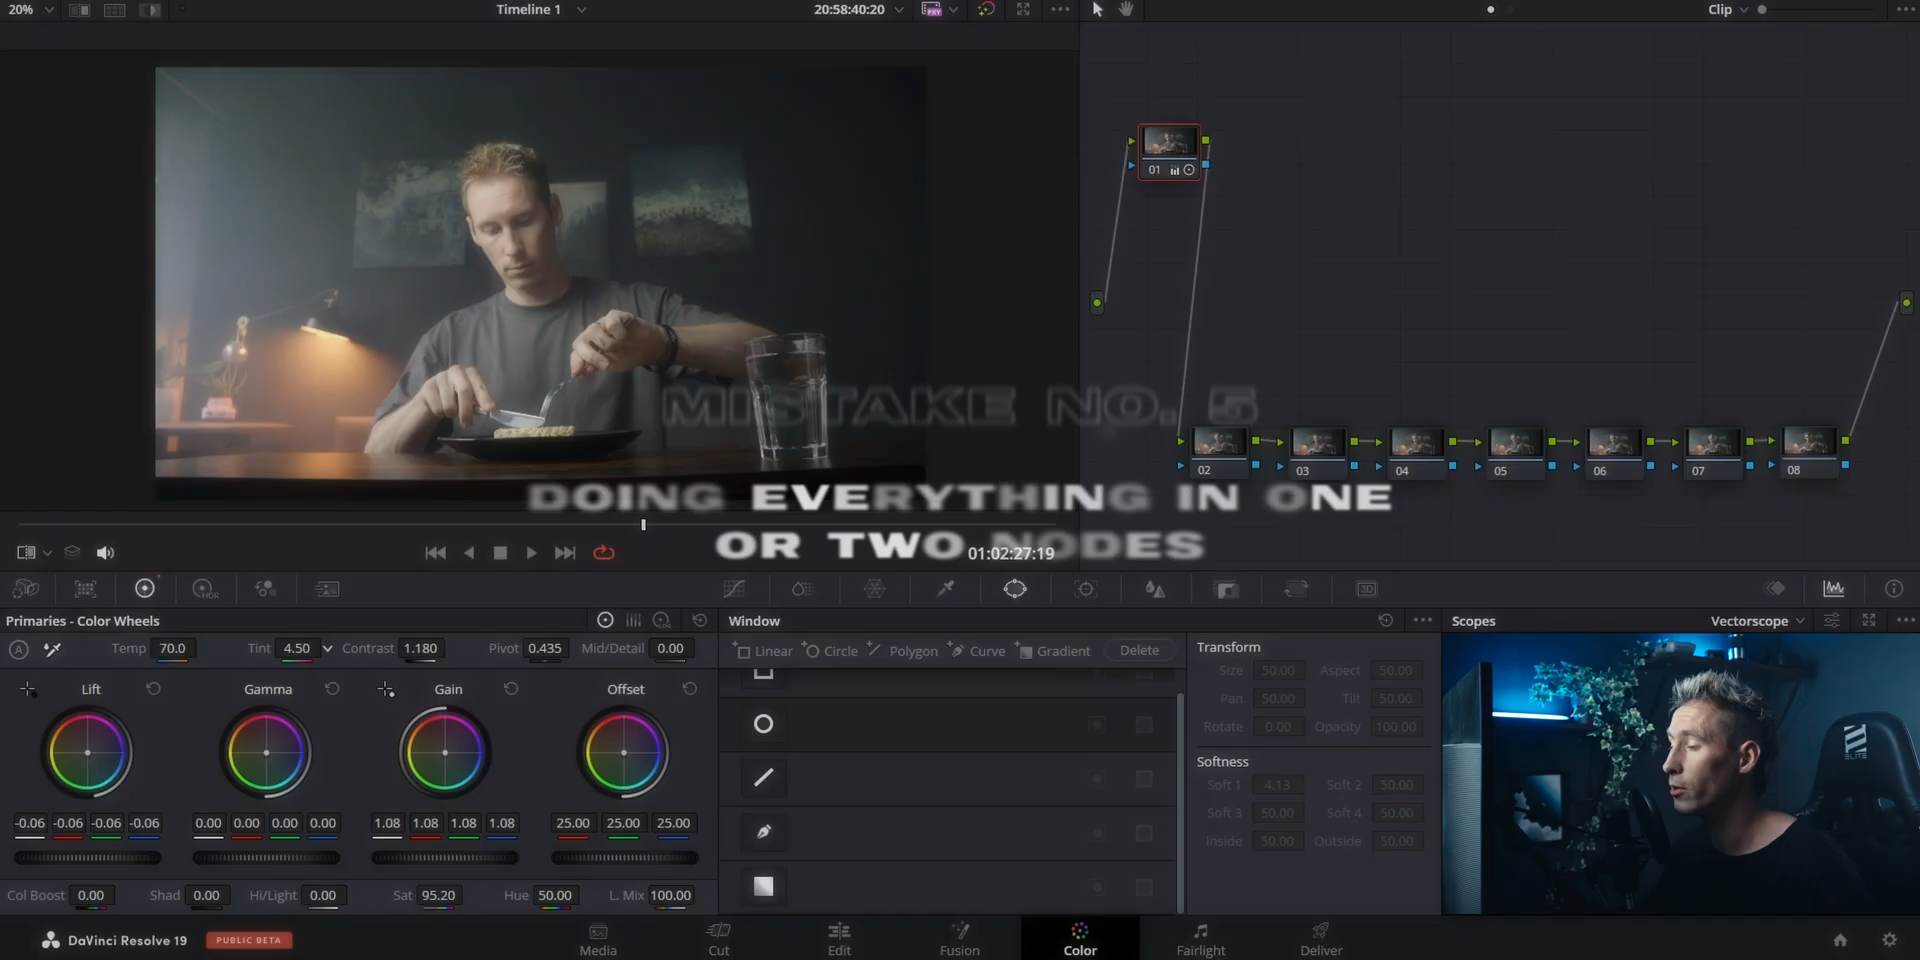 20%
Timeline 1
20:58:40:20
PXY
Clip
01
02
03
04
05
06
07
08
MISTAKE NO. 5
DOING EVERYTHING IN ONE
OR TWO NODES
01:02:27:19
HDR
3D
Primaries - Color Wheels
LOG
Window
Scopes
Vectorscope
A
Temp 70.0
Tint 4.50
Contrast 1.180
Pivot 0.435
Mid/Detail 0.00
Linear
Circle
Polygon
Curve
Gradient
Delete
Transform
Size 50.00 Aspect 50.00
Pan 50.00 Tilt 50.00
Rotate 0.00 Opacity 100.00
Softness
Soft 1 4.13 Soft 2 50.00
Soft 3 50.00 Soft 4 50.00
Inside 50.00 Outside 50.00
Lift
Gamma
Gain
Offset
-0.06 -0.06 -0.06 -0.06
0.00 0.00 0.00 0.00
1.08 1.08 1.08 1.08
25.00 25.00 25.00
Col Boost 0.00
Shad 0.00
Hi/Light 0.00
Sat 95.20
Hue 50.00
L. Mix 100.00
ELITE
DaVinci Resolve 19
PUBLIC BETA
Media
Cut
Edit
Fusion
Color
Fairlight
Deliver